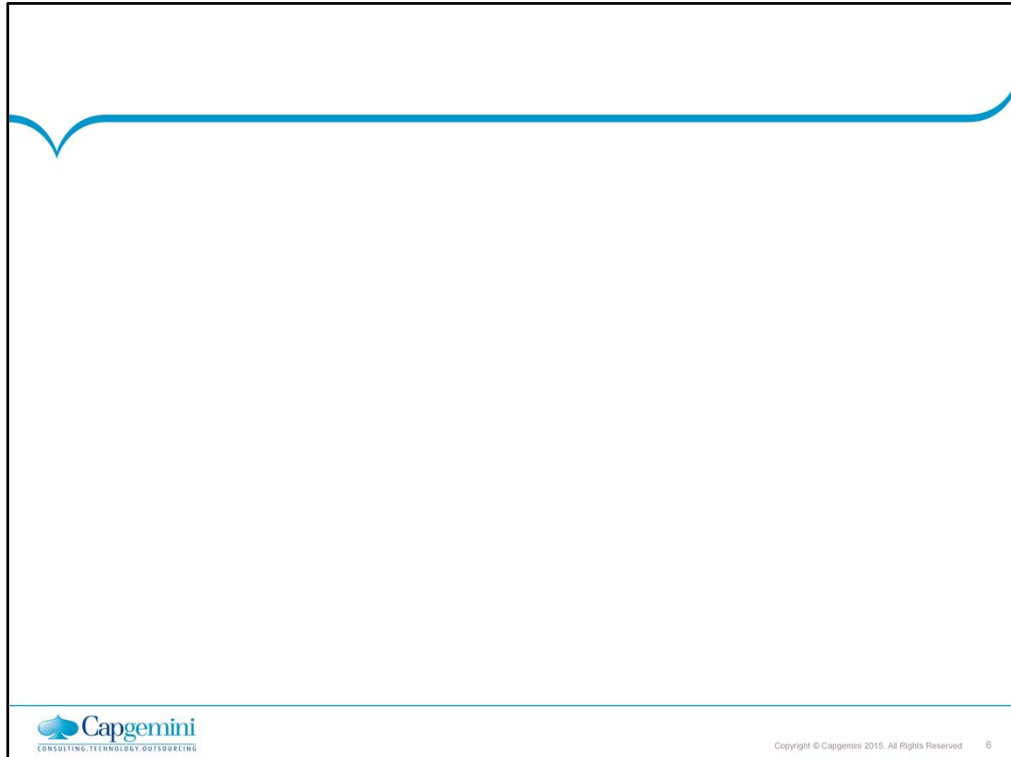 Capgemini
CONSULTING.TECHNOLOGY.OUTSOURCING
Copyright © Capgemini 2015. All Rights Reserved 6